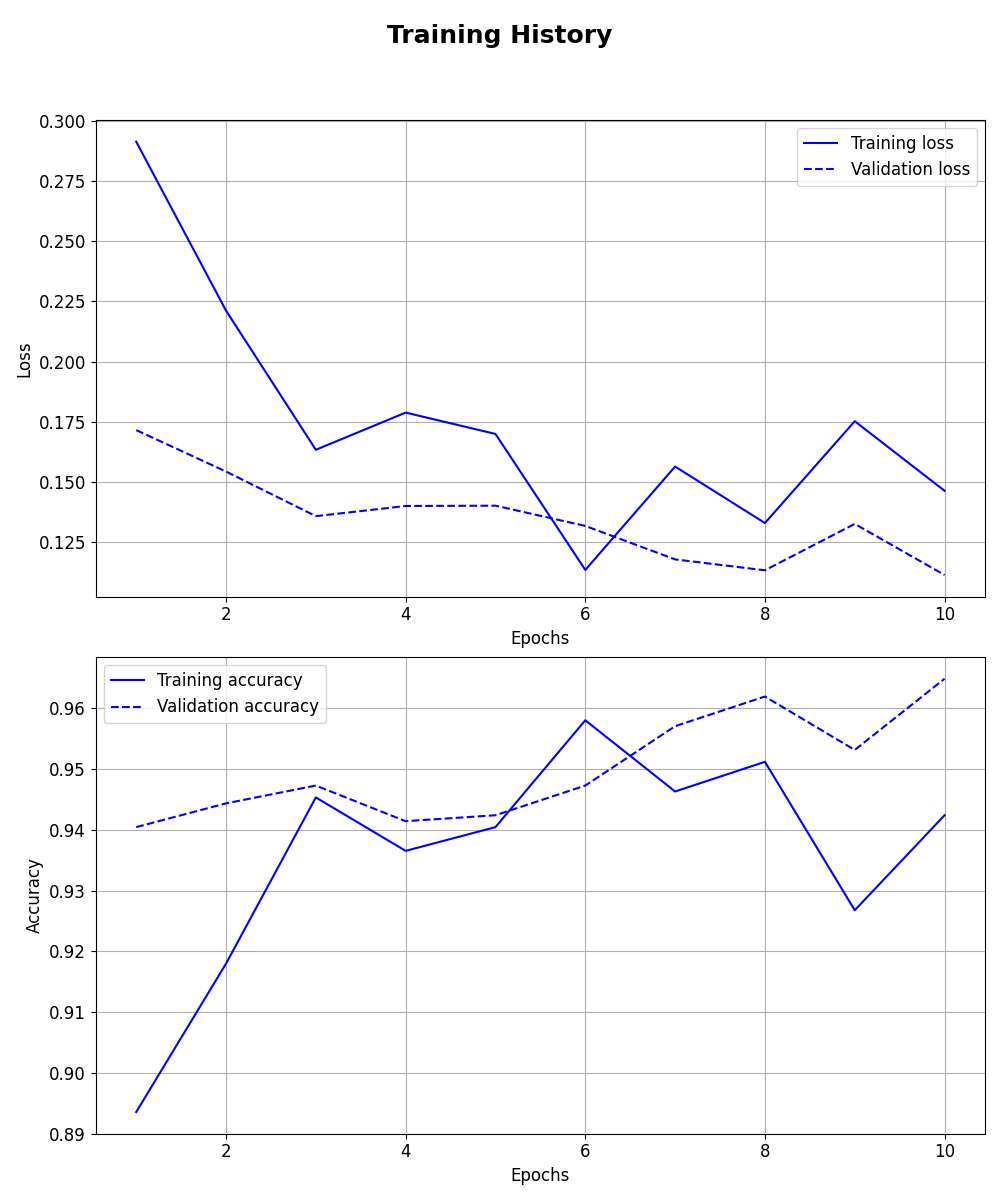 Training History
0.300
0.275
0.250
0.225
0.200
0.175
0.150
0.125
Loss
Training loss
Validation loss
2 4 6 8 10
Epochs
Training accuracy
Validation accuracy
0.96
0.95
0.94
0.93
0.92
0.91
0.90
0.89
Accuracy
2 4 6 8 10
Epochs